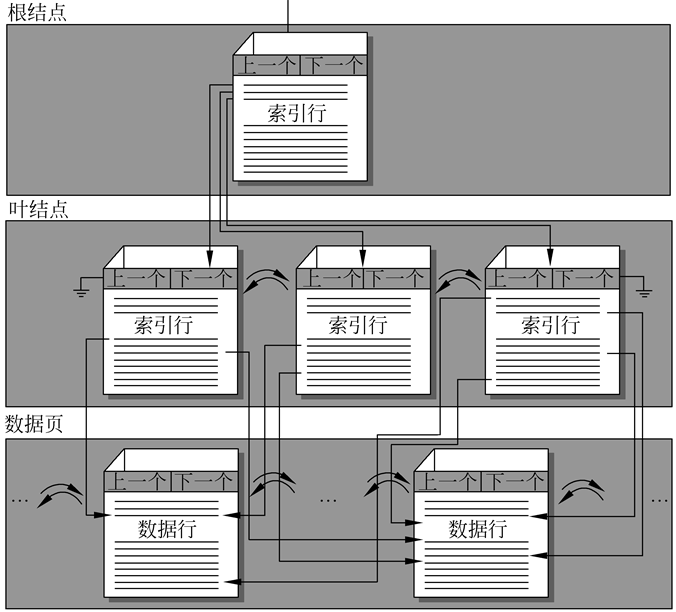 根结点
上一个 下一个
索引行
叶结点
上一个 下一个 上一个 下一个 上一个 下一个
索引行 索引行 索引行
数据页
上一个 下一个 上一个 下一个
… … …
数据行 数据行